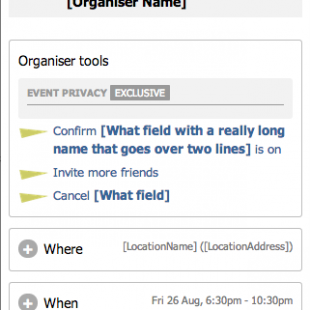 [Organiser Name]
Organiser tools
EVENT PRIVACY EXCLUSIVE
Confirm [What field with a really long
name that goes over two lines] is on
Invite more friends
Cancel [What field]
Where [LocationName] ([LocationAddress])
When Fri 26 Aug, 6:30pm - 10:30pm